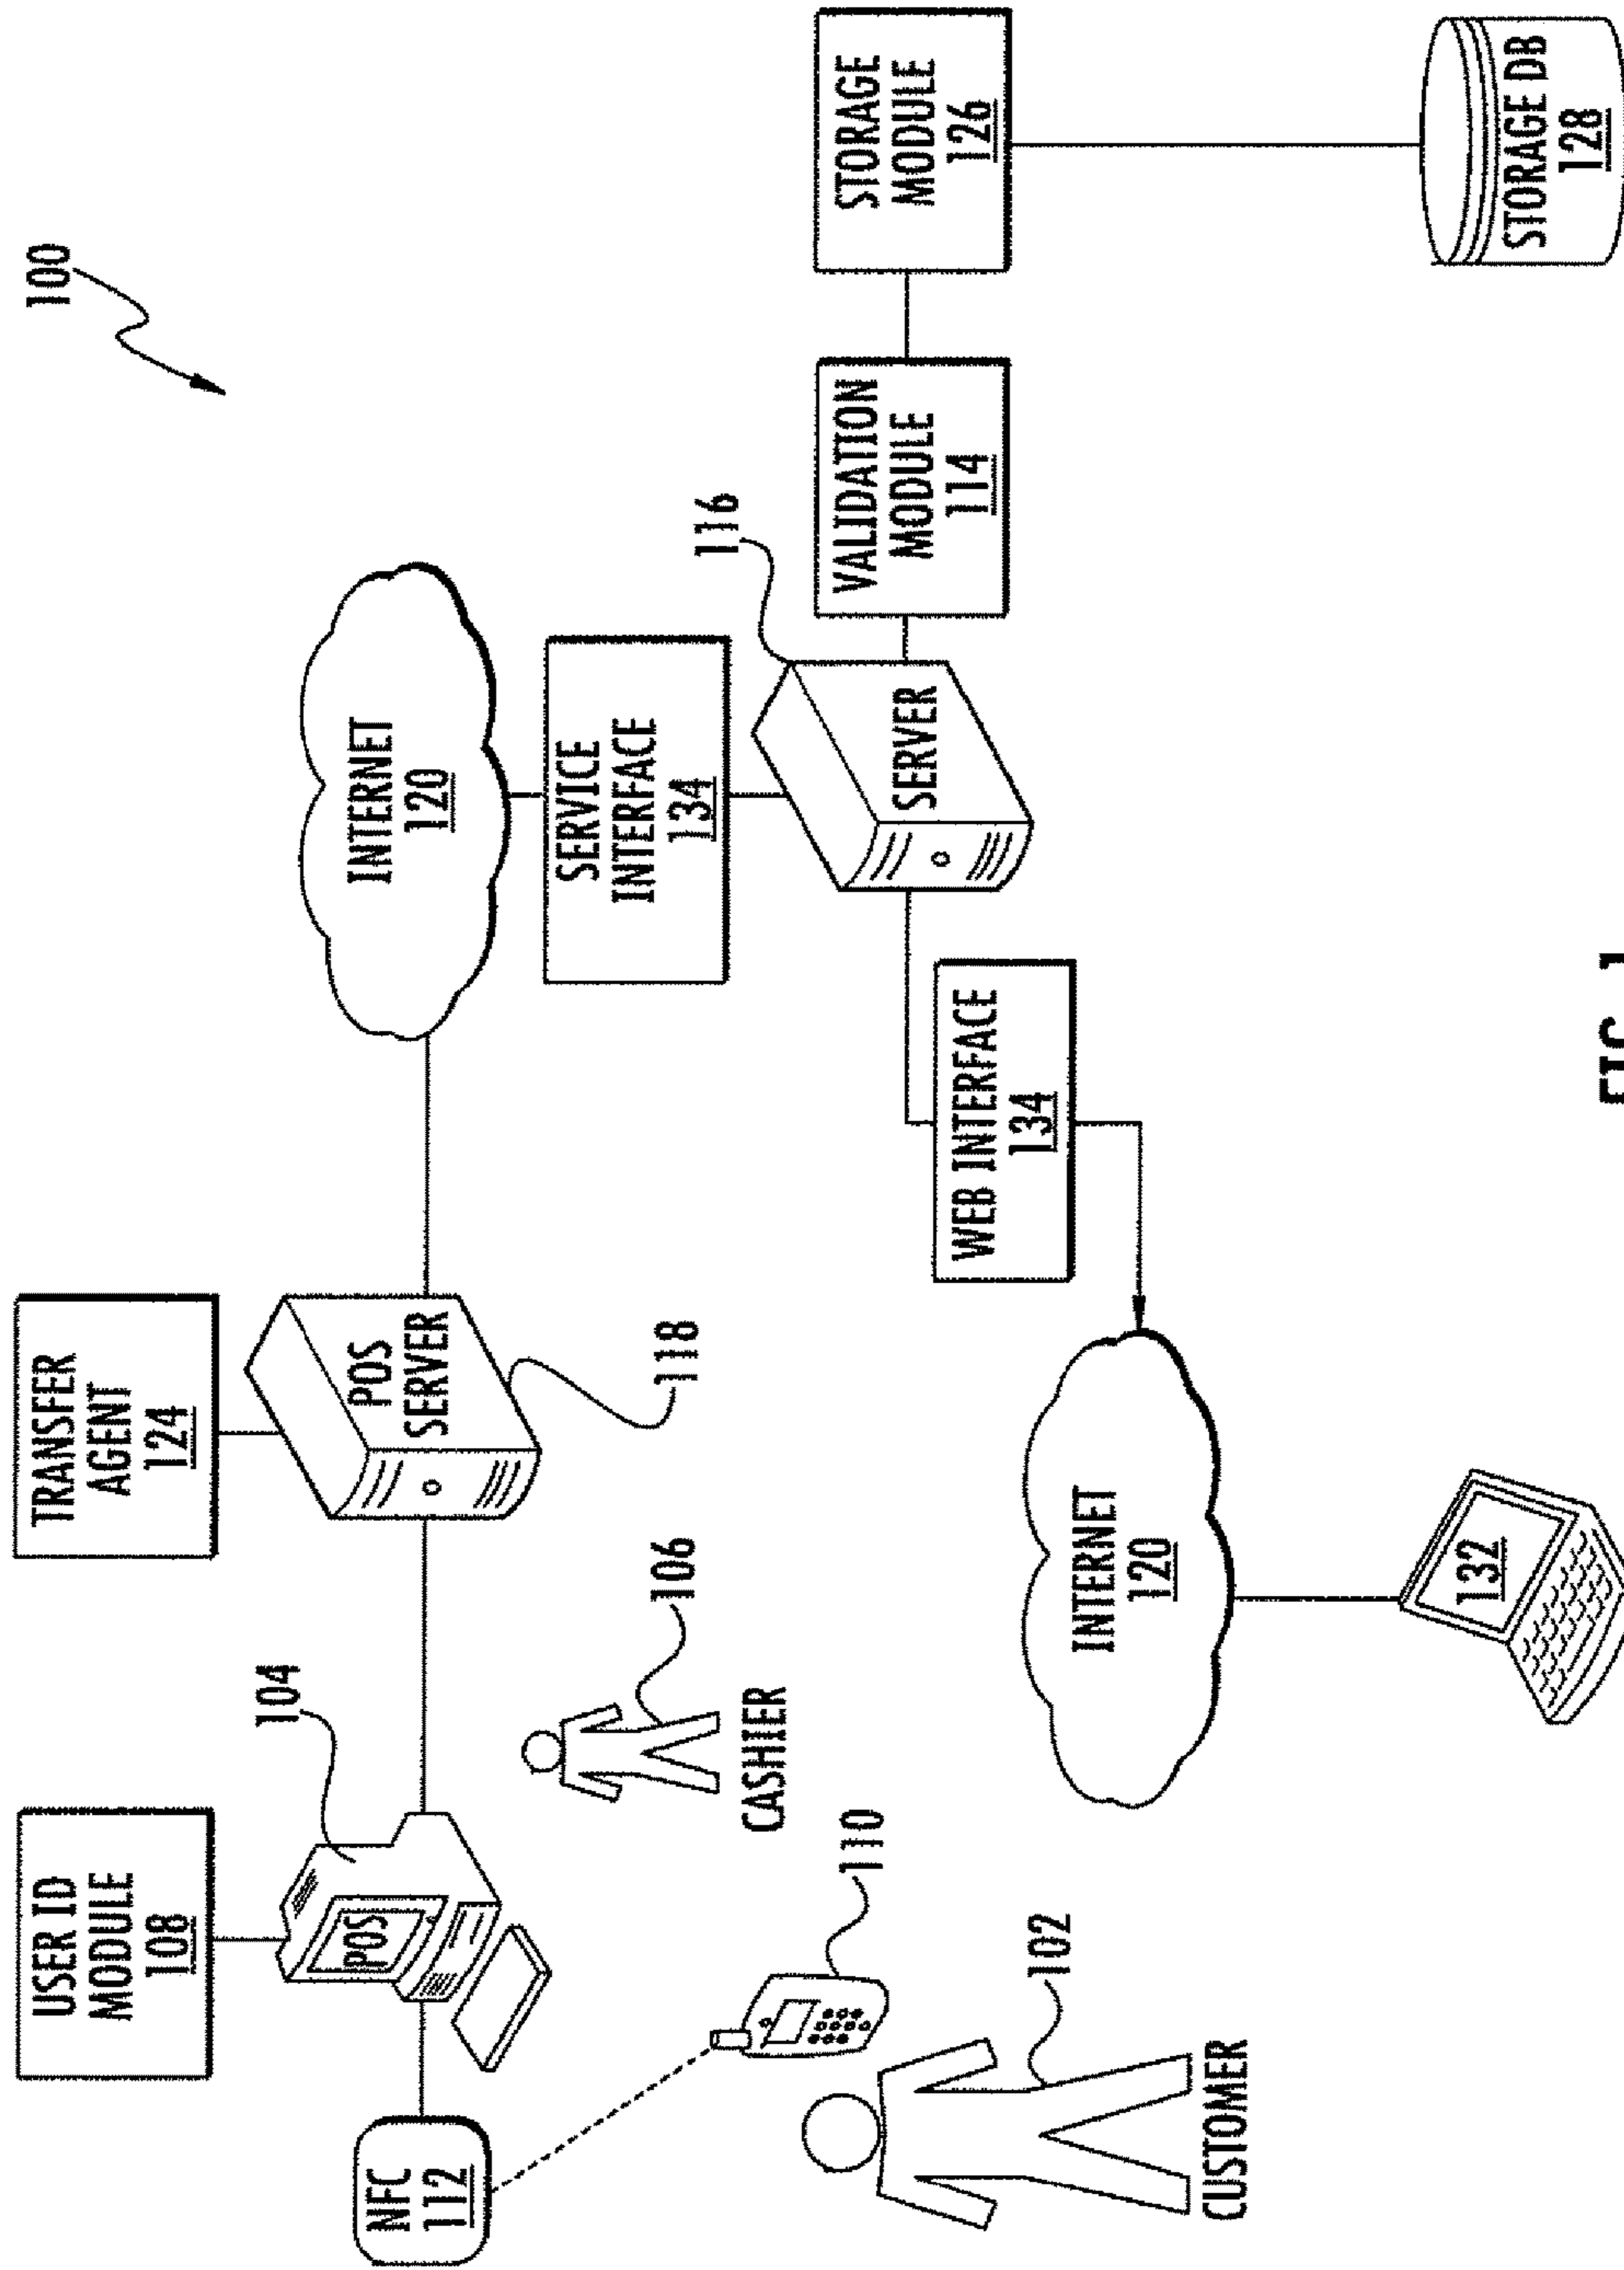 100
USER ID
MODULE
108
TRANSFER
AGENT
124
104
POS
NFC
112
POS
SERVER
118
INTERNET
120
106
CASHIER
110
102
CUSTOMER
SERVICE
INTERFACE
134
116
SERVER
VALIDATION
MODULE
114
STORAGE
MODULE
126
WEB INTERFACE
134
INTERNET
120
132
STORAGE DB
128
FIG. 1